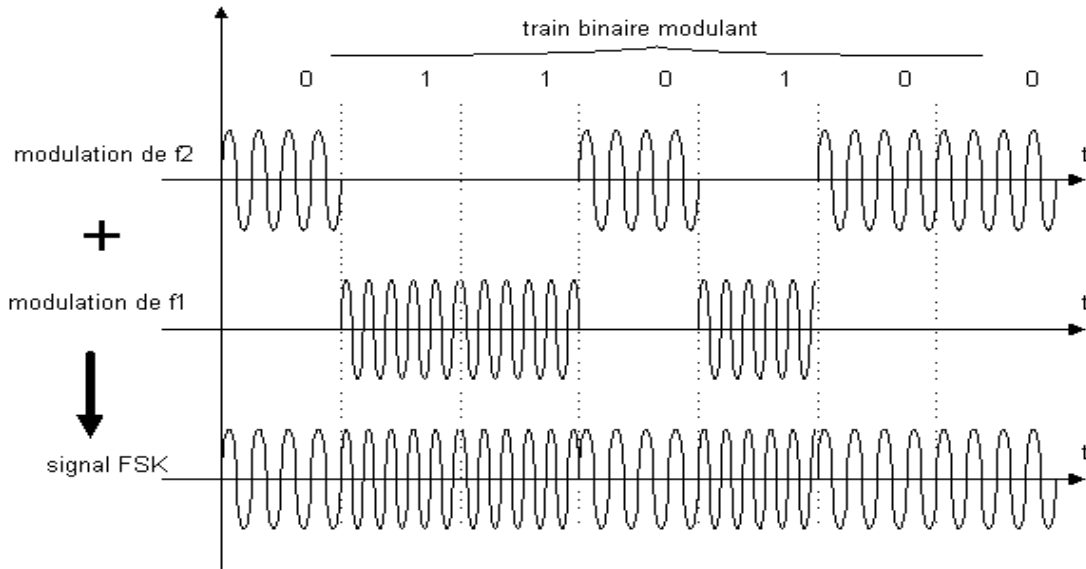 train binaire modulant
0 1 1 0 1 0 0
modulation de f2
t
+
modulation de f1
t
signal FSK
t